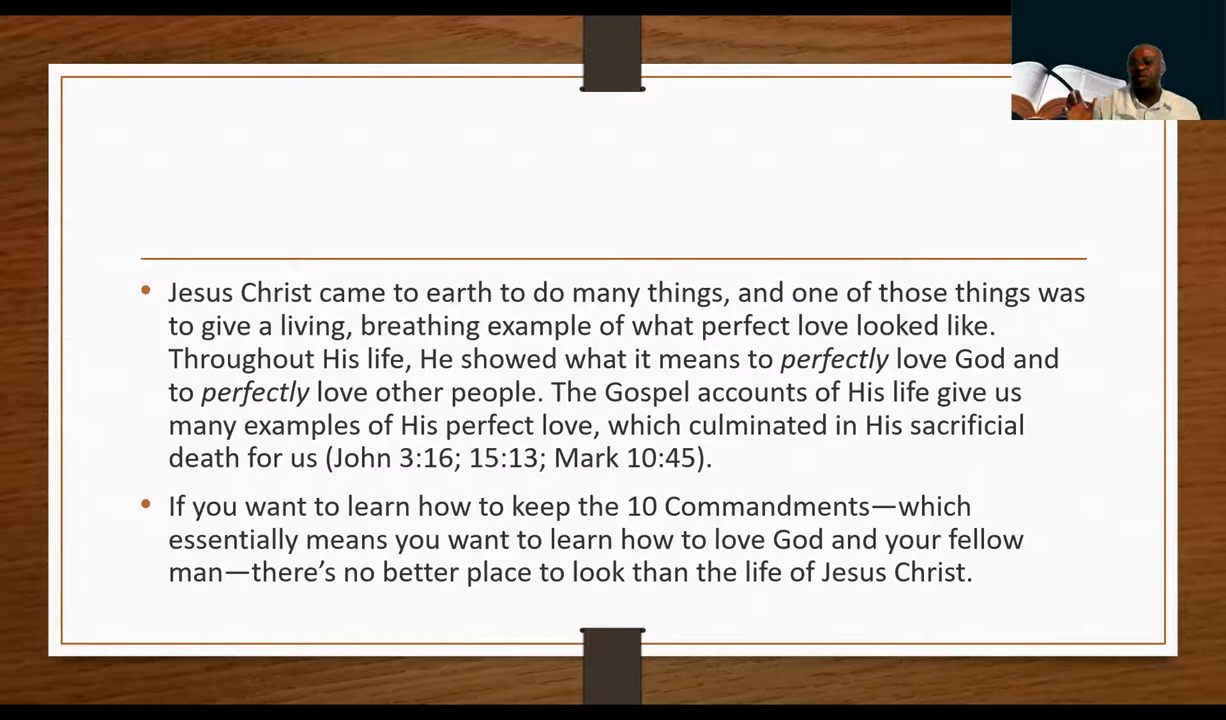 • Jesus Christ came to earth to do many things, and one of those things was
to give a living, breathing example of what perfect love looked like.
Throughout His life, He showed what it means to perfectly love God and
to perfectly love other people. The Gospel accounts of His life give us
many examples of His perfect love, which culminated in His sacrificial
death for us (John 3:16; 15:13; Mark 10:45).
• If you want to learn how to keep the 10 Commandments—which
essentially means you want to learn how to love God and your fellow
man—there’s no better place to look than the life of Jesus Christ.